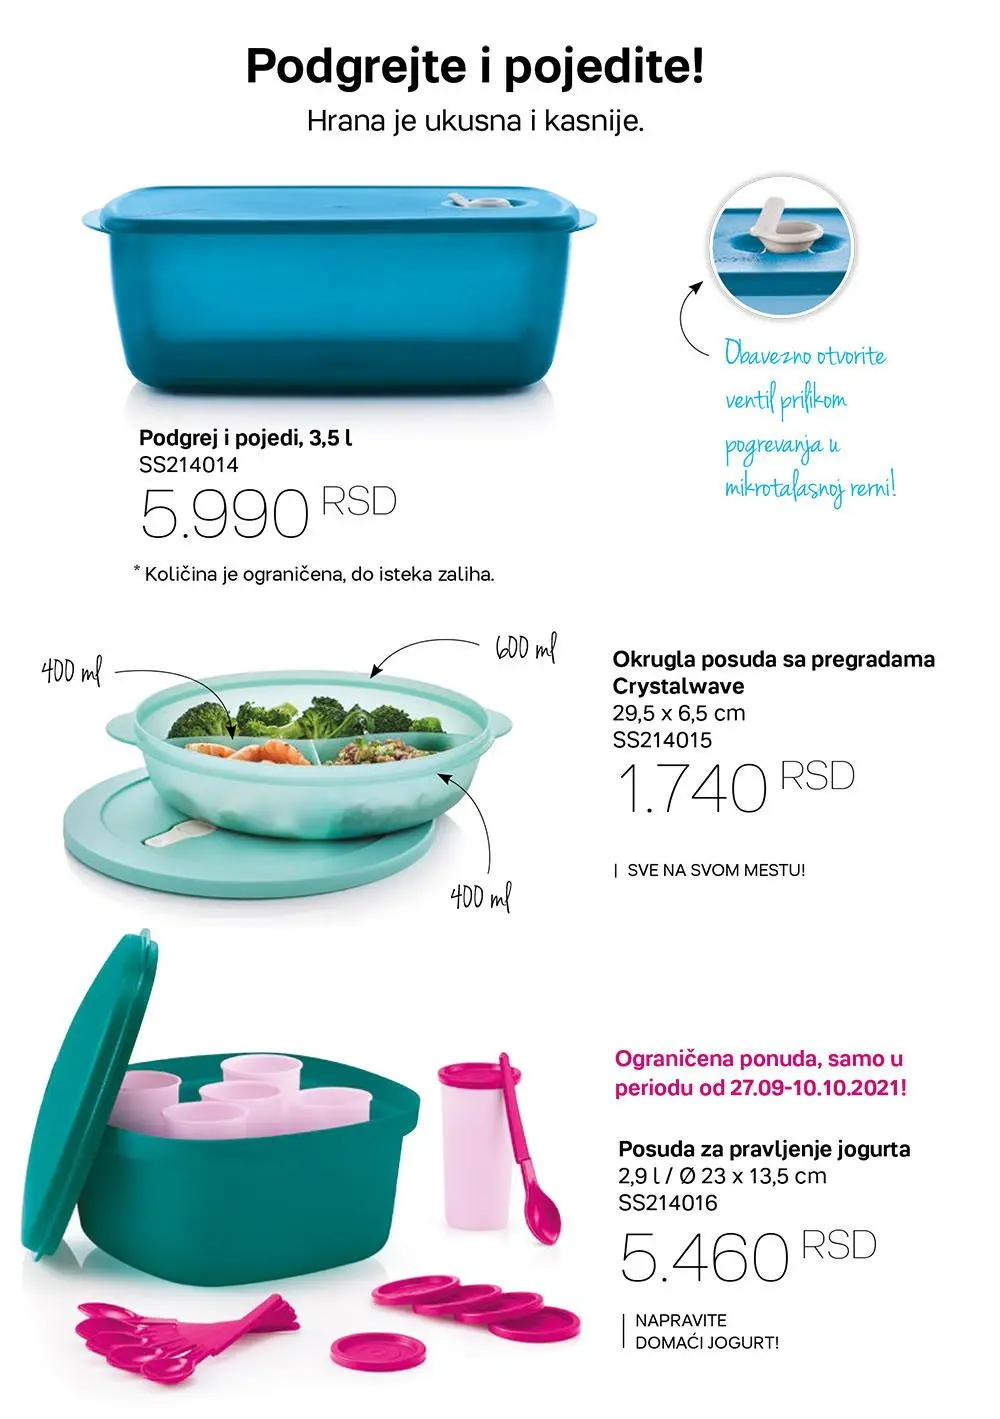 Podgrejte i pojedite!
Hrana je ukusna i kasnije.
Obavezno otvorite
ventil prilikom
pogrevanja u
mikrotalasnoj rerni!
Podgrej i pojedi, 3,5 l
SS214014
5.990 RSD
* Količina je ograničena, do isteka zaliha.
400 ml
600 ml
400 ml
Okrugla posuda sa pregradama
Crystalwave
29,5 x 6,5 cm
SS214015
1.740 RSD
| SVE NA SVOM MESTU!
Ograničena ponuda, samo u
periodu od 27.09-10.10.2021!
Posuda za pravljenje jogurta
2,9 l / Ø 23 x 13,5 cm
SS214016
5.460 RSD
NAPRAVITE
DOMAĆI JOGURT!